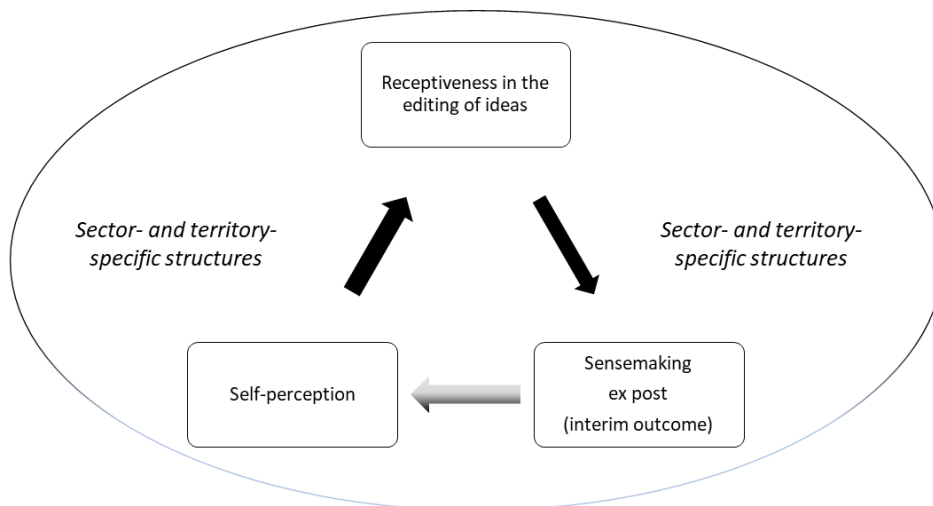 Receptiveness in the
editing of ideas
Sector- and territory-
specific structures
Sector- and territory-
specific structures
Self-perception
Sensemaking
ex post
(interim outcome)